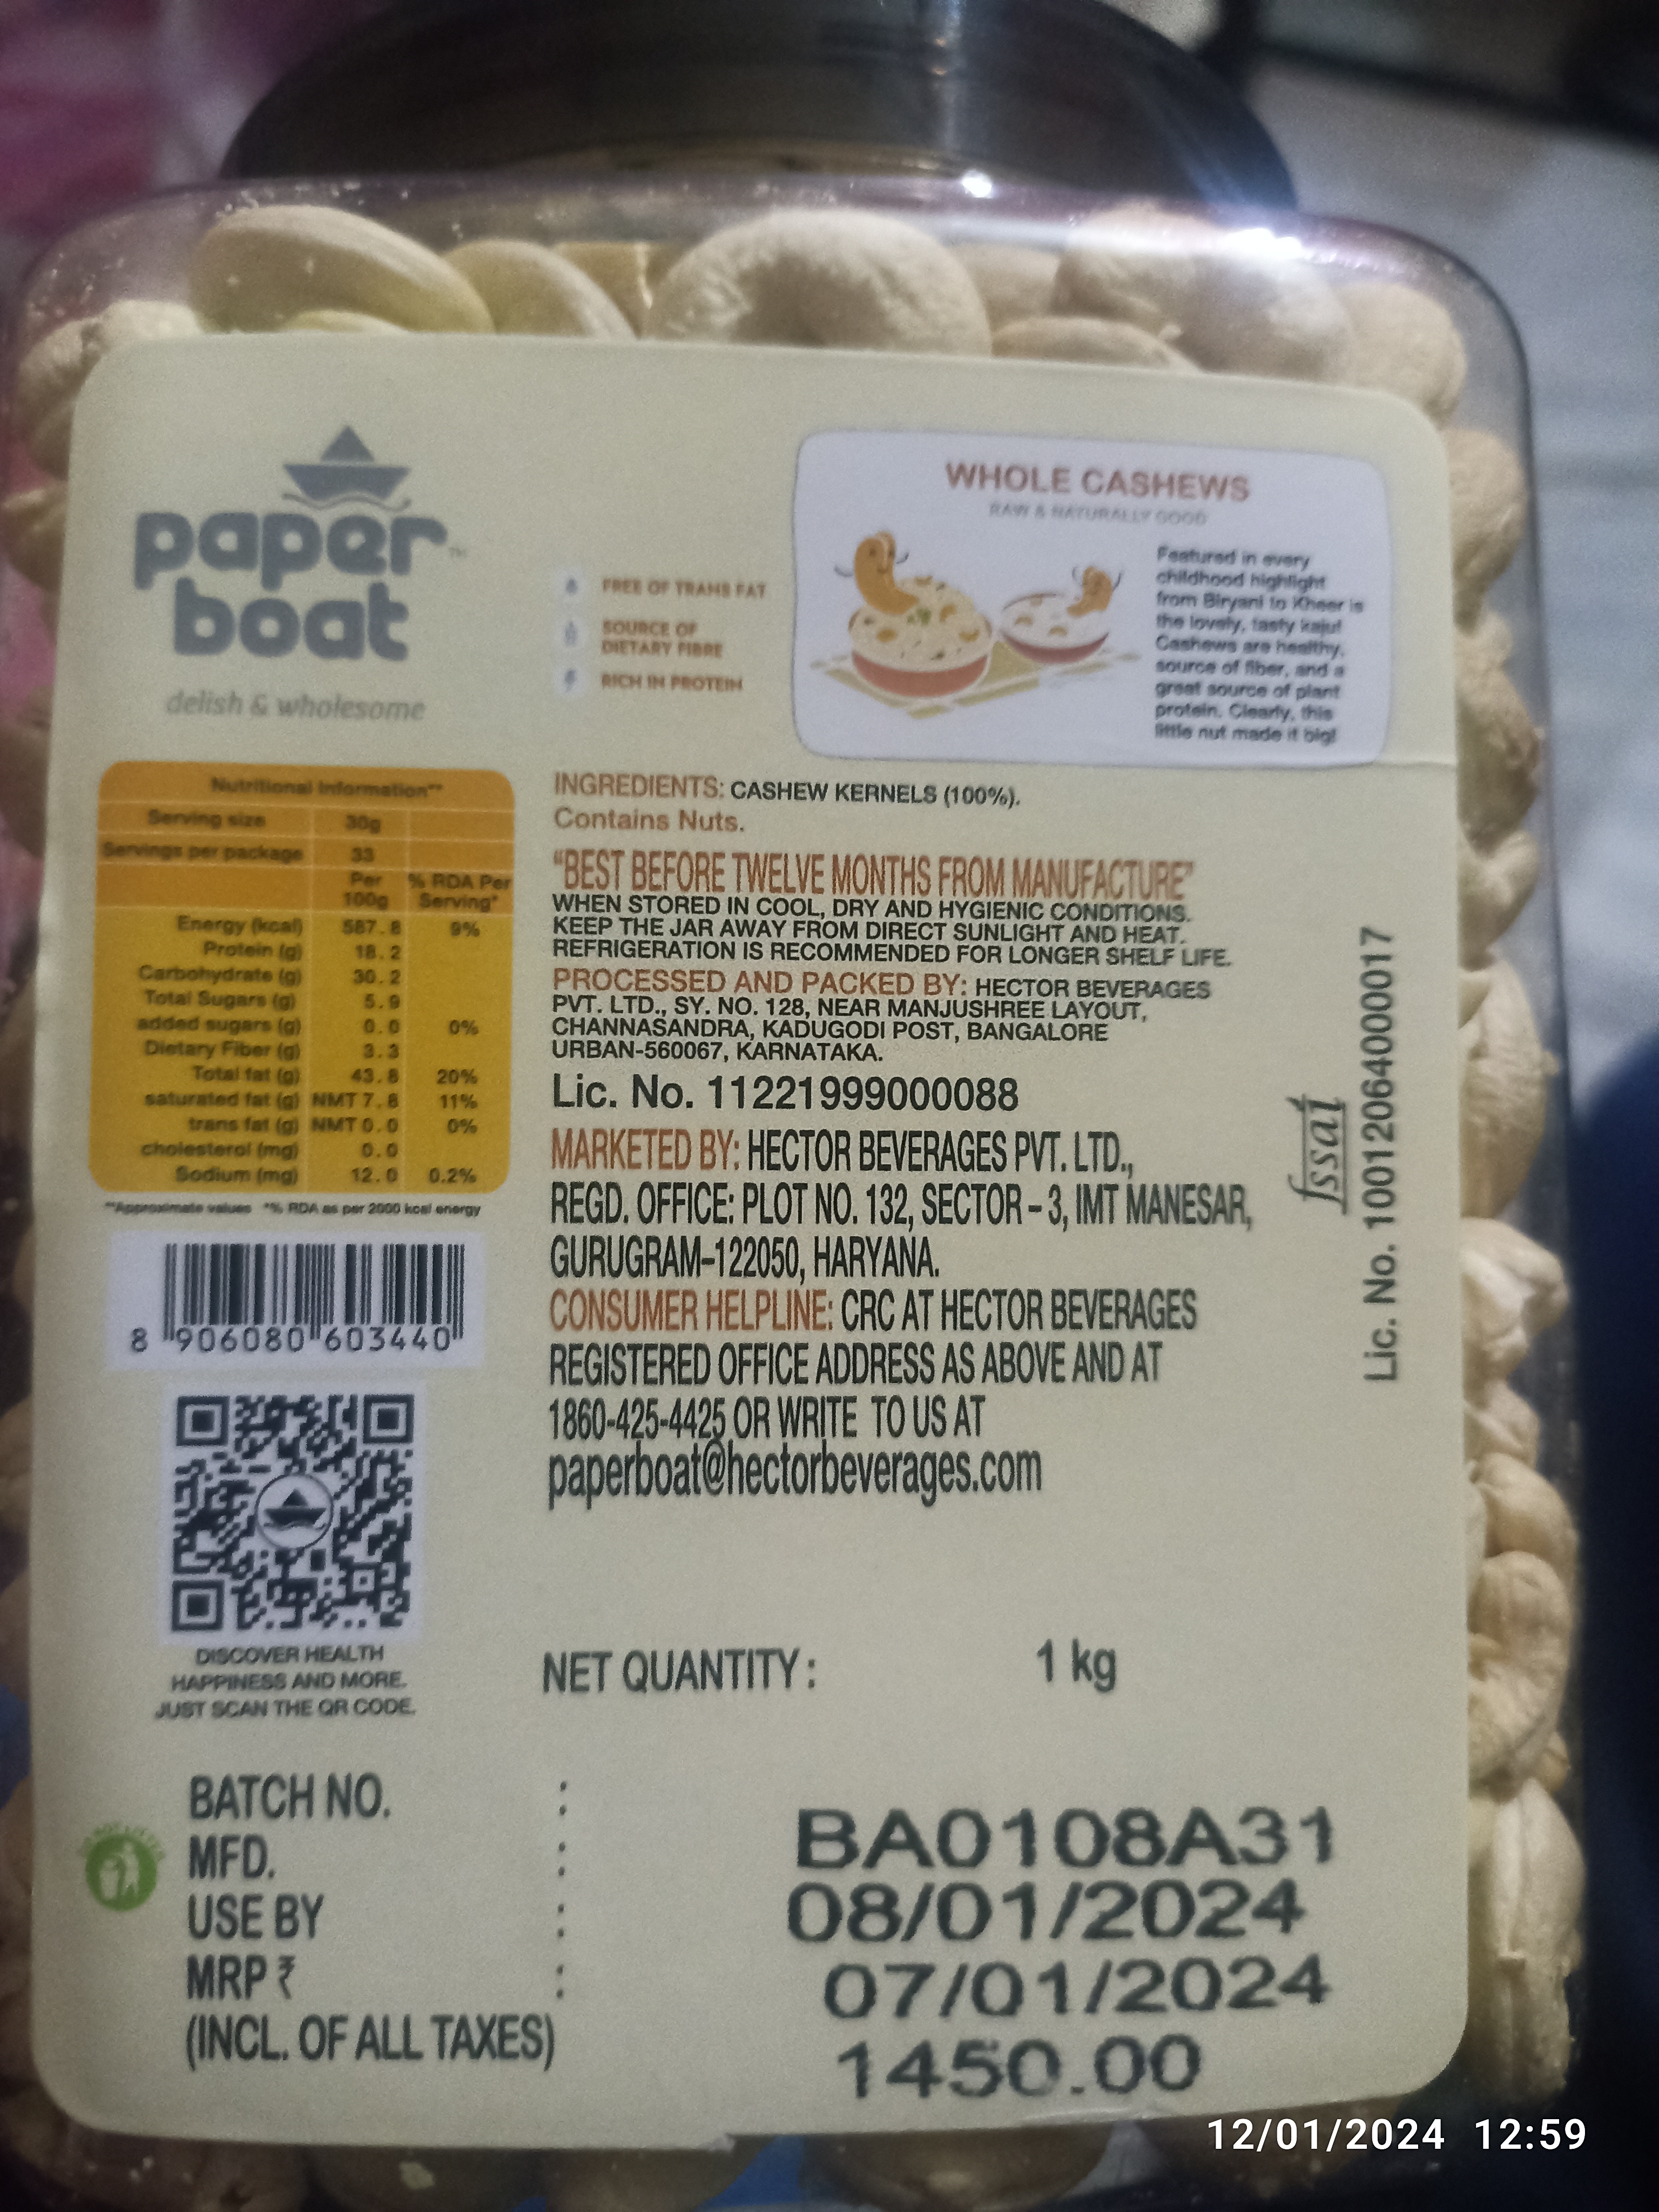 paper
boat
TM
delish & wholesome
FREE OF TRANS FAT
SOURCE OF
DIETARY FIBRE
RICH IN PROTEIN
WHOLE CASHEWS
RAW & NATURALLY GOOD
Featured in every
childhood highlight
from Biryani to Kheer is
the lovely, tasty kaju!
Cashews are healthy,
source of fiber, and a
great source of plant
protein. Clearly, this
little nut made it big!
Nutritional Information**
Serving size 30g
Servings per package 33
Per 100g % RDA Per Serving*
Energy (kcal) 587.8 9%
Protein (g) 18.2
Carbohydrate (g) 30.2
Total Sugars (g) 5.9
added sugars (g) 0.0 0%
Dietary Fiber (g) 3.3
Total fat (g) 43.8 20%
saturated fat (g) NMT 7.8 11%
trans fat (g) NMT 0.0 0%
cholesterol (mg) 0.0
Sodium (mg) 12.0 0.2%
**Approximate values *% RDA as per 2000 kcal energy
8 906080 603440
DISCOVER HEALTH
HAPPINESS AND MORE.
JUST SCAN THE QR CODE.
INGREDIENTS: CASHEW KERNELS (100%).
Contains Nuts.
"BEST BEFORE TWELVE MONTHS FROM MANUFACTURE"
WHEN STORED IN COOL, DRY AND HYGIENIC CONDITIONS.
KEEP THE JAR AWAY FROM DIRECT SUNLIGHT AND HEAT.
REFRIGERATION IS RECOMMENDED FOR LONGER SHELF LIFE.
PROCESSED AND PACKED BY: HECTOR BEVERAGES
PVT. LTD., SY. NO. 128, NEAR MANJUSHREE LAYOUT,
CHANNASANDRA, KADUGODI POST, BANGALORE
URBAN-560067, KARNATAKA.
Lic. No. 11221999000088
MARKETED BY: HECTOR BEVERAGES PVT. LTD.,
REGD. OFFICE: PLOT NO. 132, SECTOR – 3, IMT MANESAR,
GURUGRAM–122050, HARYANA.
CONSUMER HELPLINE: CRC AT HECTOR BEVERAGES
REGISTERED OFFICE ADDRESS AS ABOVE AND AT
1860-425-4425 OR WRITE TO US AT
paperboat@hectorbeverages.com
fssai
Lic. No. 10012064000017
NET QUANTITY : 1 kg
BATCH NO. : BA0108A31
MFD. : 08/01/2024
USE BY : 07/01/2024
MRP ₹ : 1450.00
(INCL. OF ALL TAXES)
12/01/2024 12:59